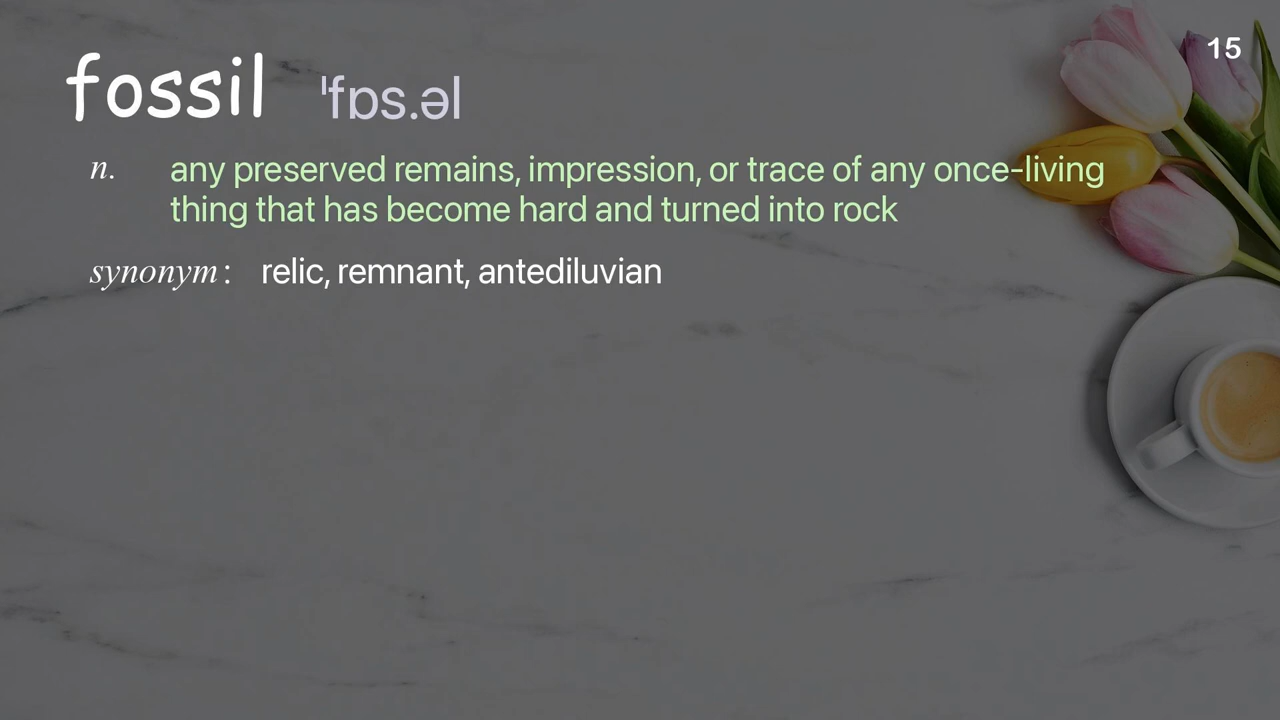 15
fossil ˈfɒs.əl
n. any preserved remains, impression, or trace of any once-living
thing that has become hard and turned into rock
synonym: relic, remnant, antediluvian